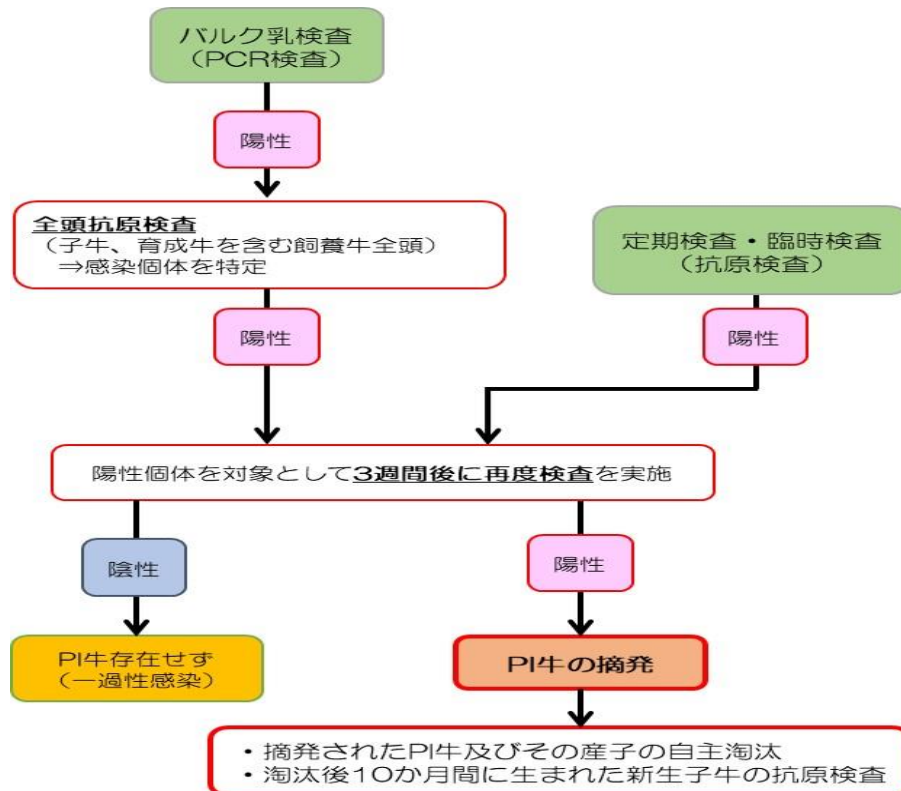 バルク乳検査
（PCR検査）
陽性
全頭抗原検査
（子牛、育成牛を含む飼養牛全頭）
⇒感染個体を特定
定期検査・臨時検査
（抗原検査）
陽性
陽性
陽性個体を対象として3週間後に再度検査を実施
陰性
陽性
PI牛存在せず
（一過性感染）
PI牛の摘発
・摘発されたPI牛及びその産子の自主淘汰
・淘汰後10か月間に生まれた新生子牛の抗原検査